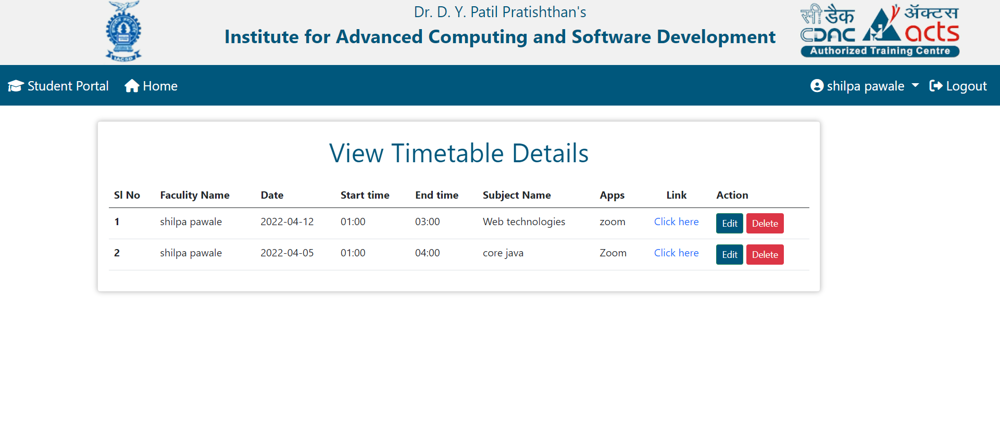 Dr. D. Y. Patil Pratishthan's
Institute for Advanced Computing and Software Development
IACSD
सी डैक
CDAC
ॲक्टस
acts
Authorized Training Centre
Student Portal Home shilpa pawale Logout
View Timetable Details
Sl No Faculity Name Date Start time End time Subject Name Apps Link Action
1 shilpa pawale 2022-04-12 01:00 03:00 Web technologies zoom Click here Edit Delete
2 shilpa pawale 2022-04-05 01:00 04:00 core java Zoom Click here Edit Delete